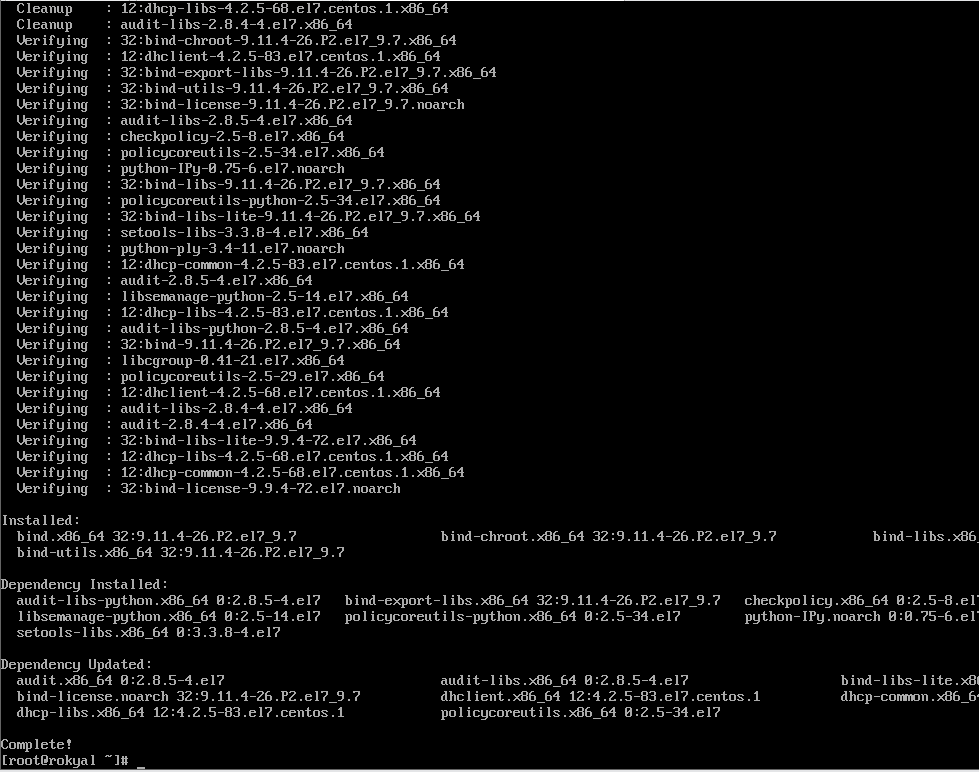 Cleanup    : 12:dhcp-libs-4.2.5-68.el7.centos.1.x86_64
  Cleanup    : audit-libs-2.8.4-4.el7.x86_64
  Verifying  : 32:bind-chroot-9.11.4-26.P2.el7_9.7.x86_64
  Verifying  : 12:dhclient-4.2.5-83.el7.centos.1.x86_64
  Verifying  : 32:bind-export-libs-9.11.4-26.P2.el7_9.7.x86_64
  Verifying  : 32:bind-utils-9.11.4-26.P2.el7_9.7.x86_64
  Verifying  : 32:bind-license-9.11.4-26.P2.el7_9.7.noarch
  Verifying  : audit-libs-2.8.5-4.el7.x86_64
  Verifying  : checkpolicy-2.5-8.el7.x86_64
  Verifying  : policycoreutils-2.5-34.el7.x86_64
  Verifying  : python-IPy-0.75-6.el7.noarch
  Verifying  : 32:bind-libs-9.11.4-26.P2.el7_9.7.x86_64
  Verifying  : policycoreutils-python-2.5-34.el7.x86_64
  Verifying  : 32:bind-libs-lite-9.11.4-26.P2.el7_9.7.x86_64
  Verifying  : setools-libs-3.3.8-4.el7.x86_64
  Verifying  : python-ply-3.4-11.el7.noarch
  Verifying  : 12:dhcp-common-4.2.5-83.el7.centos.1.x86_64
  Verifying  : audit-2.8.5-4.el7.x86_64
  Verifying  : libsemanage-python-2.5-14.el7.x86_64
  Verifying  : 12:dhcp-libs-4.2.5-83.el7.centos.1.x86_64
  Verifying  : audit-libs-python-2.8.5-4.el7.x86_64
  Verifying  : 32:bind-9.11.4-26.P2.el7_9.7.x86_64
  Verifying  : libcgroup-0.41-21.el7.x86_64
  Verifying  : policycoreutils-2.5-29.el7.x86_64
  Verifying  : 12:dhclient-4.2.5-68.el7.centos.1.x86_64
  Verifying  : audit-libs-2.8.4-4.el7.x86_64
  Verifying  : audit-2.8.4-4.el7.x86_64
  Verifying  : 32:bind-libs-lite-9.9.4-72.el7.x86_64
  Verifying  : 12:dhcp-libs-4.2.5-68.el7.centos.1.x86_64
  Verifying  : 12:dhcp-common-4.2.5-68.el7.centos.1.x86_64
  Verifying  : 32:bind-license-9.9.4-72.el7.noarch
Installed:
  bind.x86_64 32:9.11.4-26.P2.el7_9.7                  bind-chroot.x86_64 32:9.11.4-26.P2.el7_9.7            bind-libs.x86_
  bind-utils.x86_64 32:9.11.4-26.P2.el7_9.7
Dependency Installed:
  audit-libs-python.x86_64 0:2.8.5-4.el7   bind-export-libs.x86_64 32:9.11.4-26.P2.el7_9.7   checkpolicy.x86_64 0:2.5-8.el7
  libsemanage-python.x86_64 0:2.5-14.el7   policycoreutils-python.x86_64 0:2.5-34.el7        python-IPy.noarch 0:0.75-6.el7
  setools-libs.x86_64 0:3.3.8-4.el7
Dependency Updated:
  audit.x86_64 0:2.8.5-4.el7                           audit-libs.x86_64 0:2.8.5-4.el7                   bind-libs-lite.x8
  bind-license.noarch 32:9.11.4-26.P2.el7_9.7          dhclient.x86_64 12:4.2.5-83.el7.centos.1          dhcp-common.x86_6
  dhcp-libs.x86_64 12:4.2.5-83.el7.centos.1            policycoreutils.x86_64 0:2.5-34.el7
Complete!
[root@rokyal ~]# _